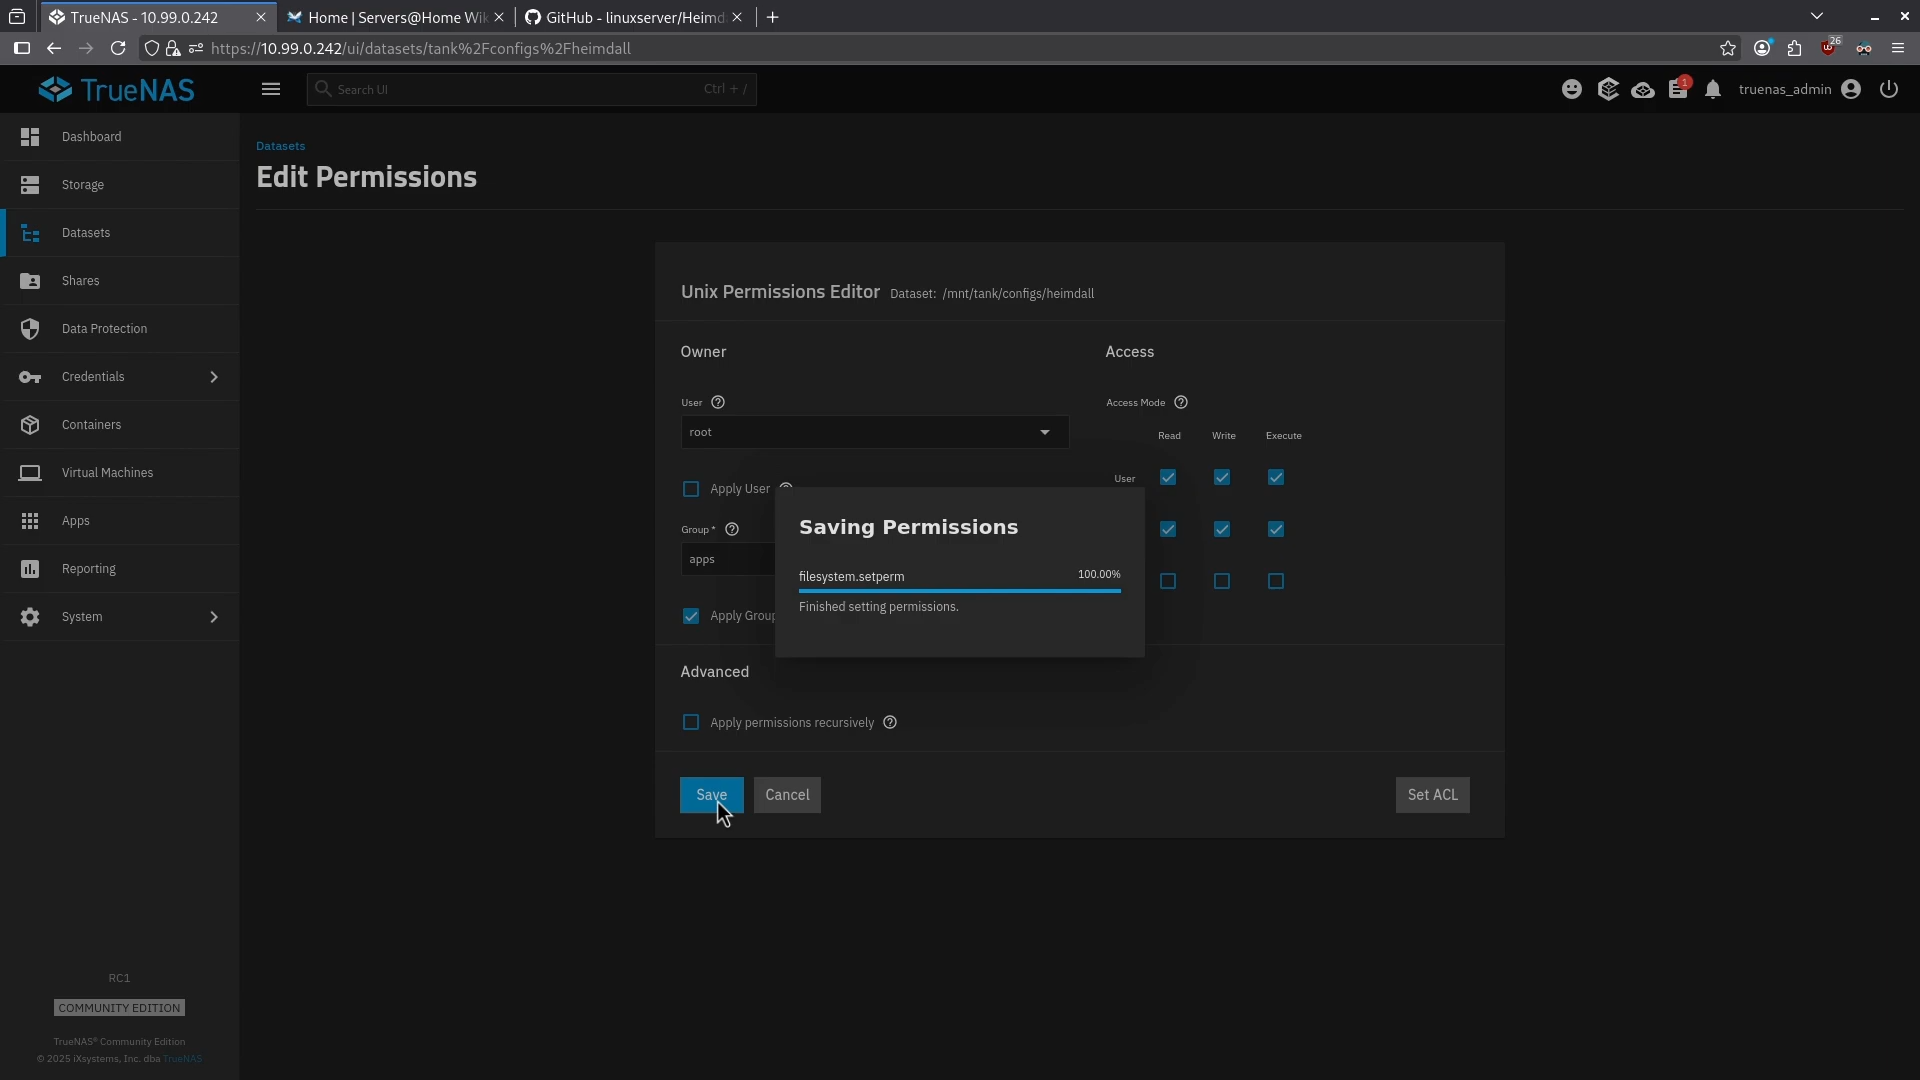 TrueNAS - 10.99.0.242
Home | Servers@Home Wik
GitHub - linuxserver/Heimd
https://10.99.0.242/ui/datasets/tank%2Fconfigs%2Fheimdall
26
TrueNAS
Search UI
Ctrl + /
1
truenas_admin
Dashboard
Storage
Datasets
Shares
Data Protection
Credentials
Containers
Virtual Machines
Apps
Reporting
System
RC1
COMMUNITY EDITION
TrueNAS® Community Edition
© 2025 iXsystems, Inc. dba TrueNAS
Datasets
Edit Permissions
Unix Permissions Editor
Dataset: /mnt/tank/configs/heimdall
Owner
User
root
Apply User
Group *
apps
Apply Group
Access
Access Mode
Read
Write
Execute
User
Saving Permissions
filesystem.setperm
100.00%
Finished setting permissions.
Advanced
Apply permissions recursively
Save
Cancel
Set ACL